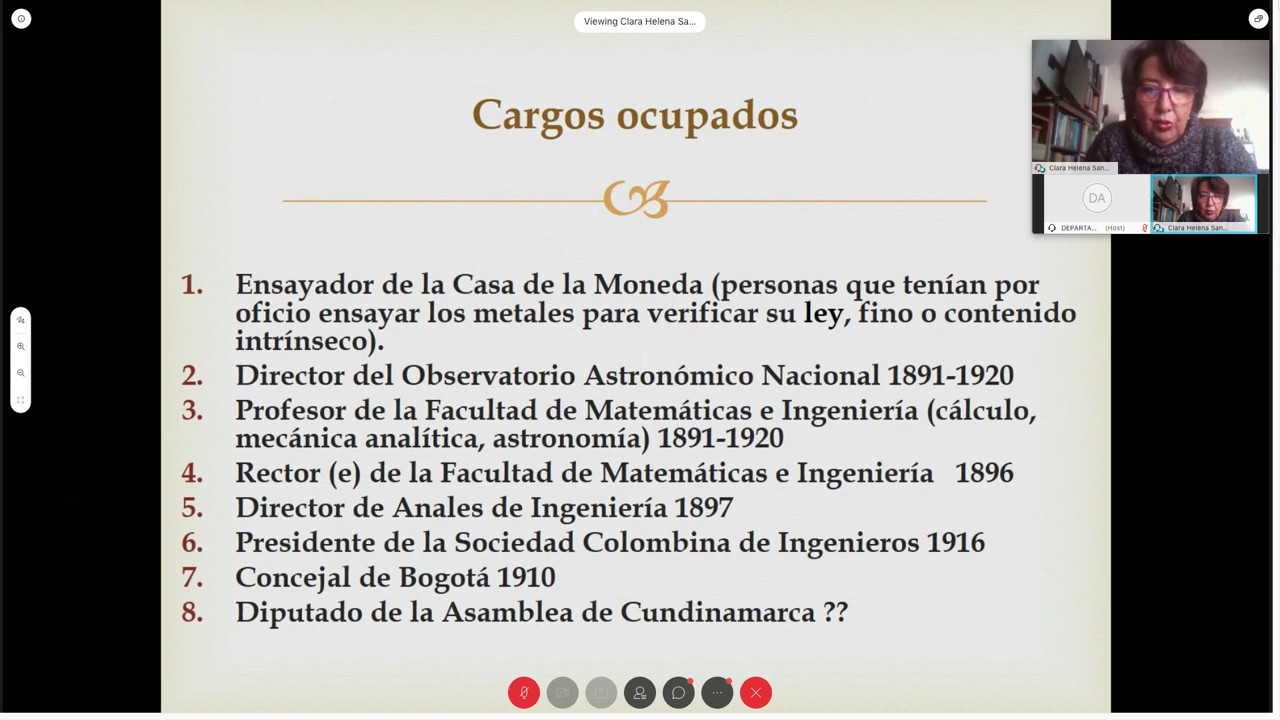 Viewing Clara Helena Sa...
Cargos ocupados
1. Ensayador de la Casa de la Moneda (personas que tenían por
oficio ensayar los metales para verificar su ley, fino o contenido
intrínseco).
2. Director del Observatorio Astronómico Nacional 1891-1920
3. Profesor de la Facultad de Matemáticas e Ingeniería (cálculo,
mecánica analítica, astronomía) 1891-1920
4. Rector (e) de la Facultad de Matemáticas e Ingeniería 1896
5. Director de Anales de Ingeniería 1897
6. Presidente de la Sociedad Colombina de Ingenieros 1916
7. Concejal de Bogotá 1910
8. Diputado de la Asamblea de Cundinamarca ??
Clara Helena San...
DA
DEPARTA... (Host)
Clara Helena San...